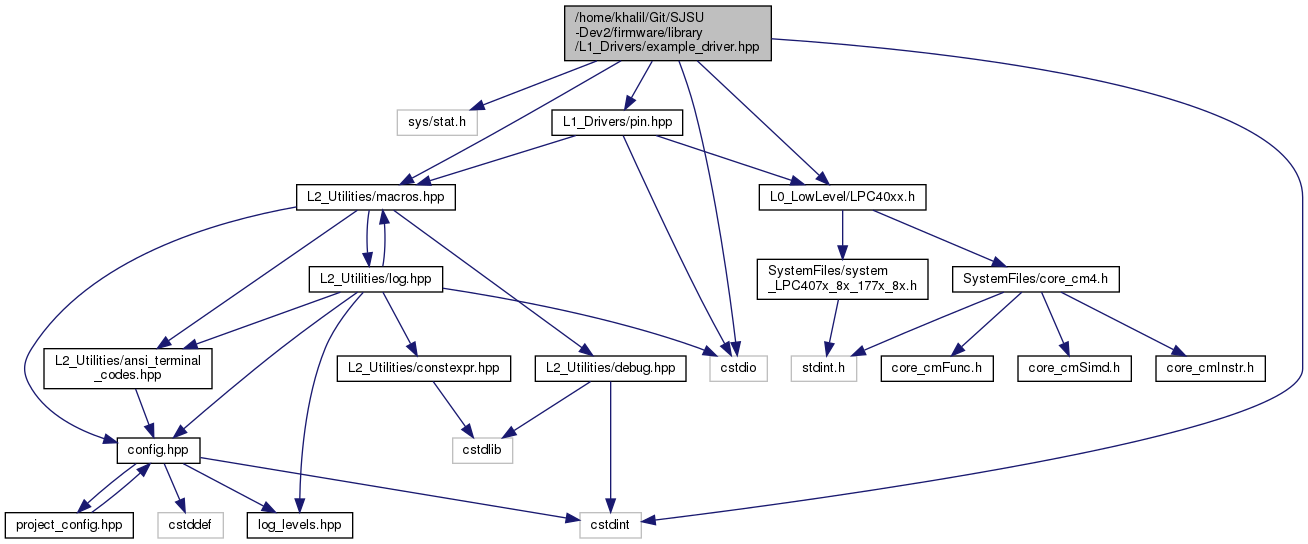 /home/khalil/Git/SJSU
-Dev2/firmware/library
/L1_Drivers/example_driver.hpp
sys/stat.h
L1_Drivers/pin.hpp
L2_Utilities/macros.hpp
L0_LowLevel/LPC40xx.h
L2_Utilities/log.hpp
SystemFiles/system
_LPC407x_8x_177x_8x.h
SystemFiles/core_cm4.h
L2_Utilities/ansi_terminal
_codes.hpp
L2_Utilities/constexpr.hpp
L2_Utilities/debug.hpp
cstdio
stdint.h
core_cmFunc.h
core_cmSimd.h
core_cmInstr.h
config.hpp
cstdlib
project_config.hpp
cstddef
log_levels.hpp
cstdint